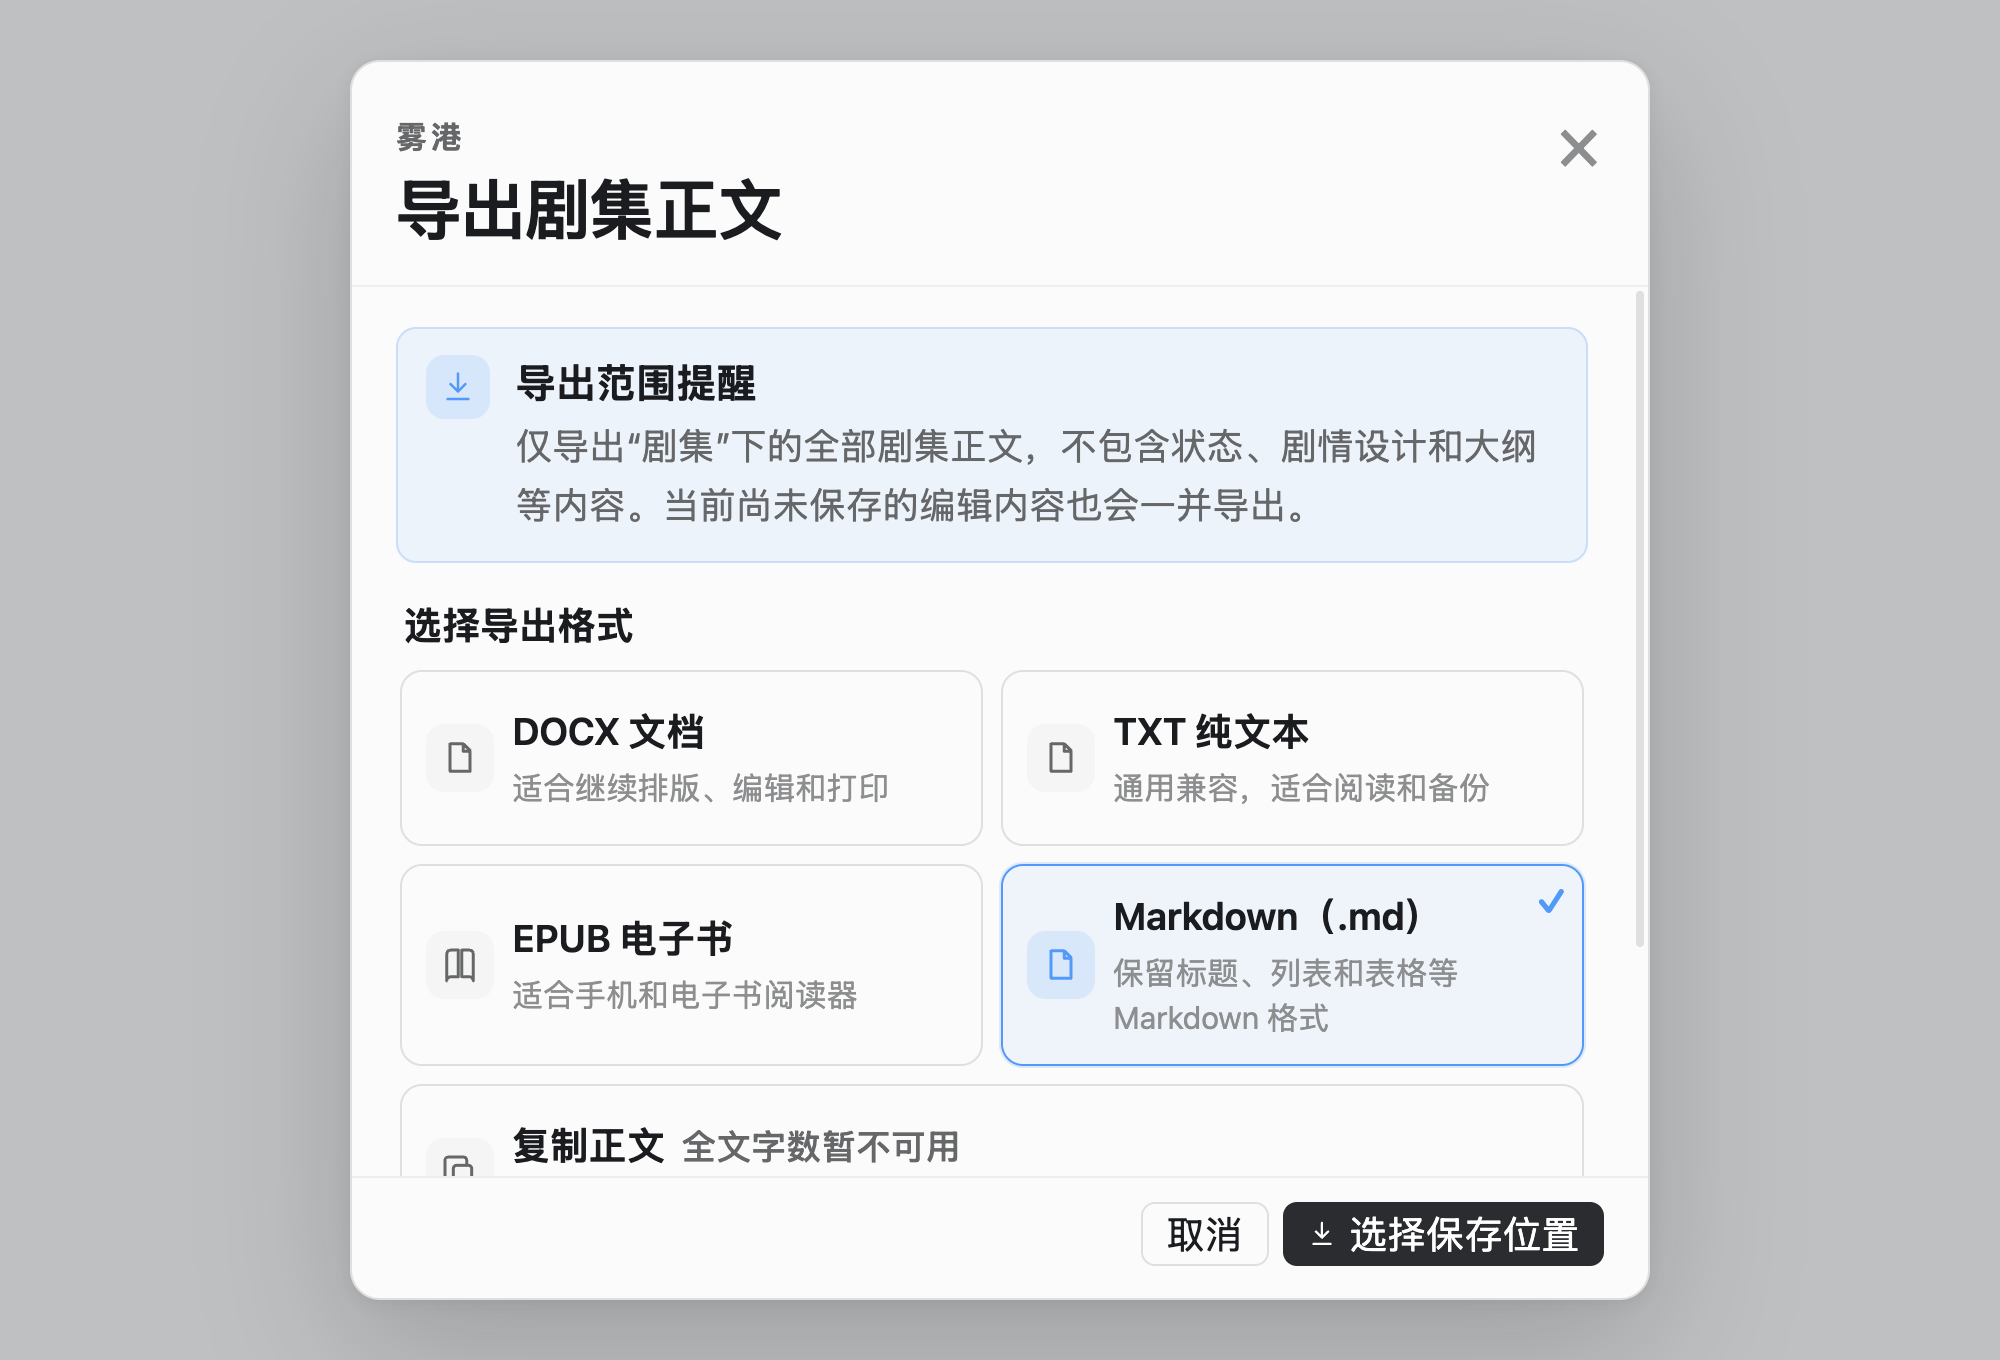 雾港
导出剧集正文
导出范围提醒
仅导出“剧集”下的全部剧集正文，不包含状态、剧情设计和大纲
等内容。当前尚未保存的编辑内容也会一并导出。
选择导出格式
DOCX 文档
适合继续排版、编辑和打印
TXT 纯文本
通用兼容，适合阅读和备份
EPUB 电子书
适合手机和电子书阅读器
Markdown（.md）
保留标题、列表和表格等
Markdown 格式
复制正文 全文字数暂不可用
取消
选择保存位置